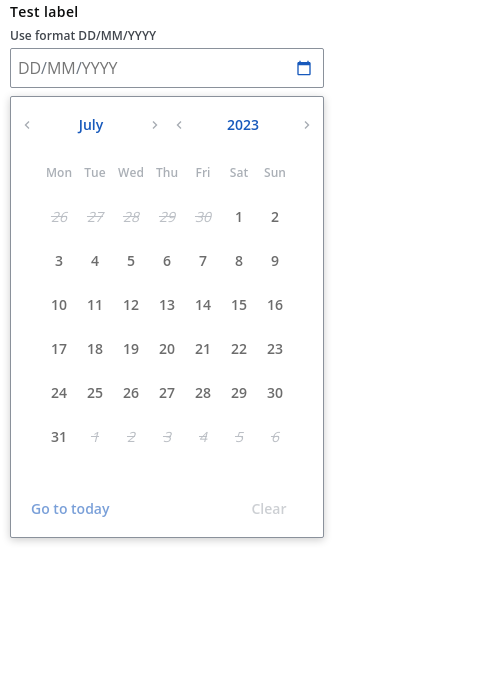 Test label
Use format DD/MM/YYYY
DD/MM/YYYY
July 2023
Mon Tue Wed Thu Fri Sat Sun
26 27 28 29 30 1 2
3 4 5 6 7 8 9
10 11 12 13 14 15 16
17 18 19 20 21 22 23
24 25 26 27 28 29 30
31 1 2 3 4 5 6
Go to today Clear